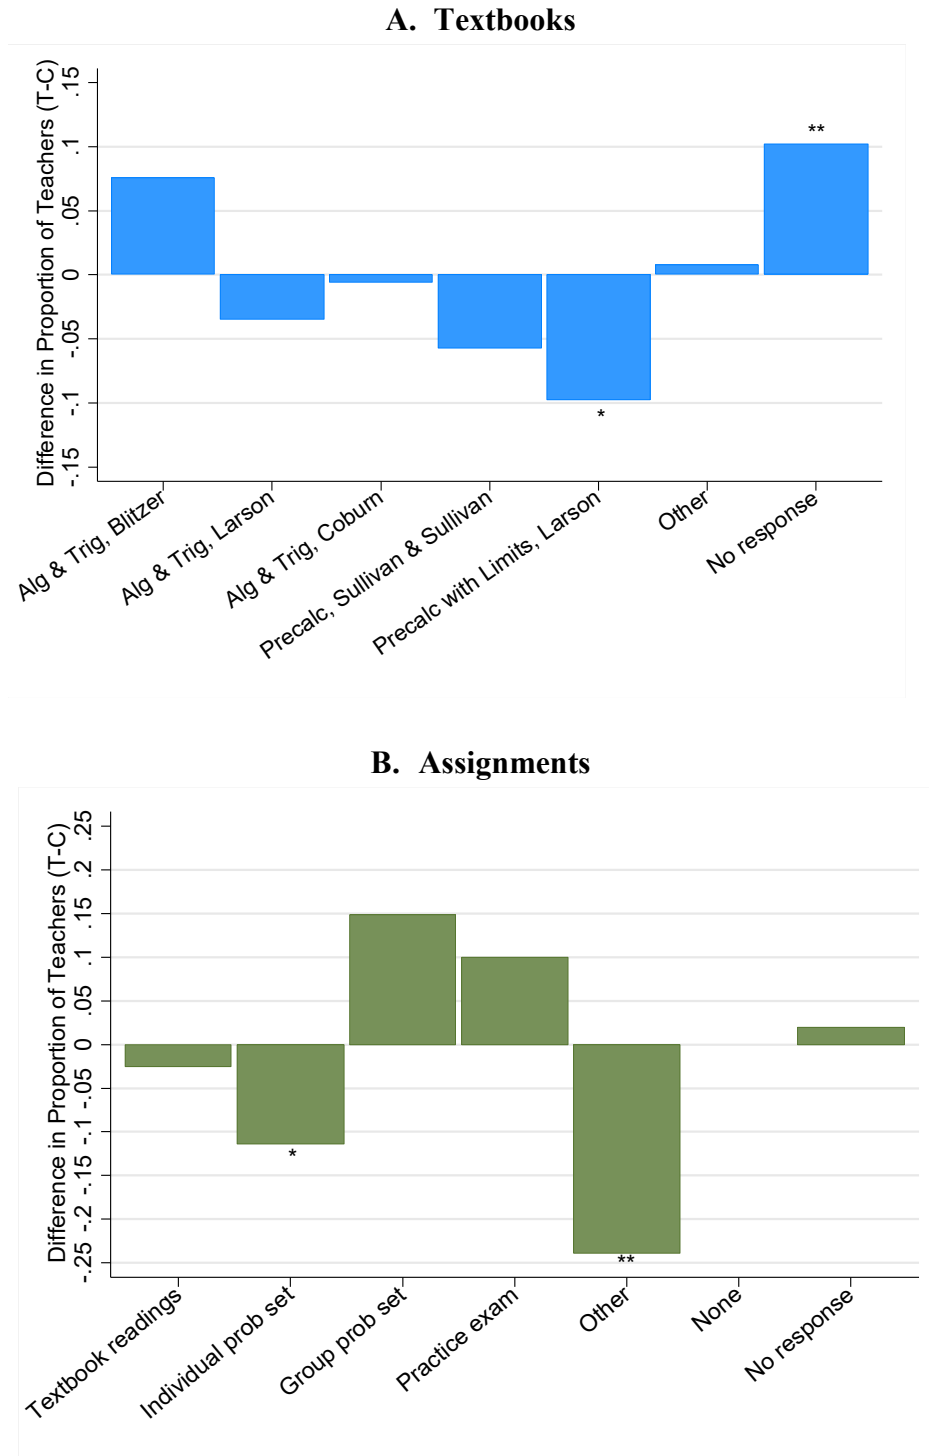 A. Textbooks
Difference in Proportion of Teachers (T-C)
.15
.1
.05
0
-.05
-.1
-.15
**
*
Alg & Trig, Blitzer
Alg & Trig, Larson
Alg & Trig, Coburn
Precalc, Sullivan & Sullivan
Precalc with Limits, Larson
Other
No response
B. Assignments
Difference in Proportion of Teachers (T-C)
.25
.2
.15
.1
.05
0
-.05
-.1
-.15
-.2
-.25
*
**
Textbook readings
Individual prob set
Group prob set
Practice exam
Other
None
No response